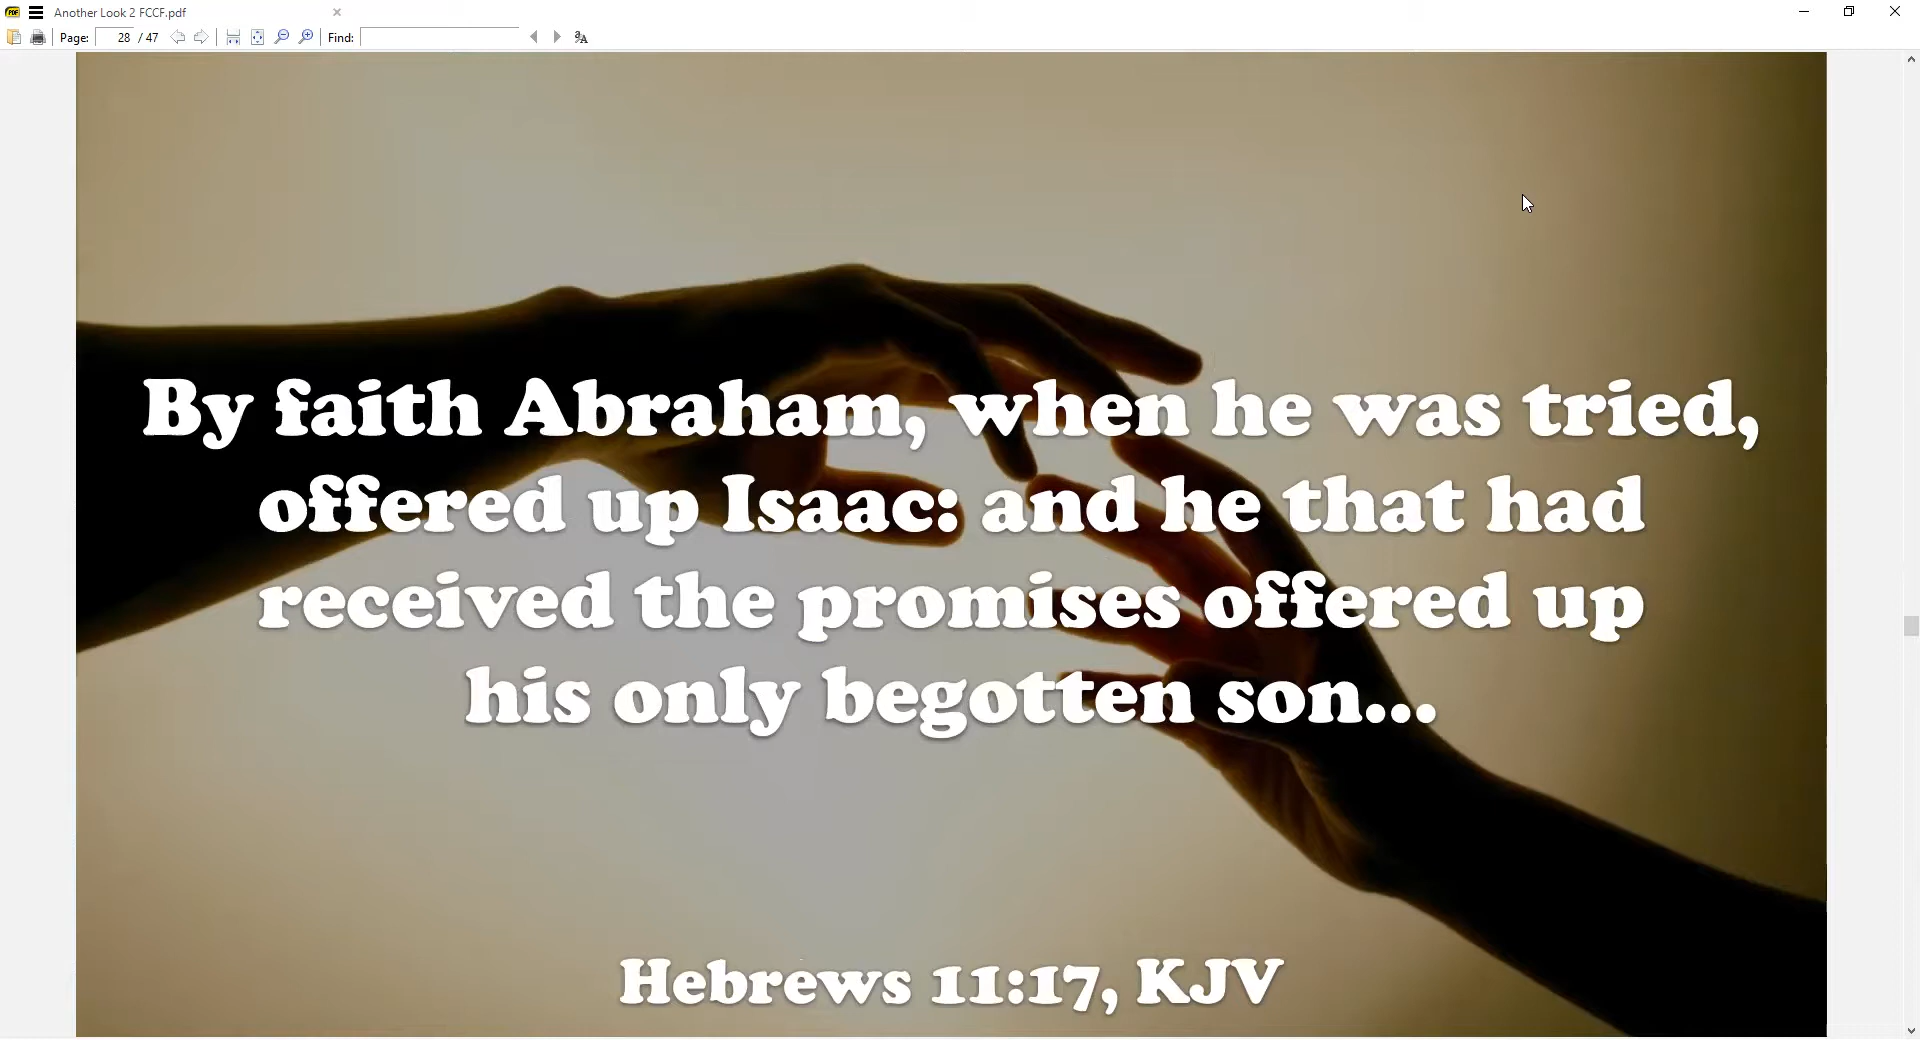 Another Look 2 FCCF.pdf
Page: 28 / 47 Find:
By faith Abraham, when he was tried,
offered up Isaac: and he that had
received the promises offered up
his only begotten son...
Hebrews 11:17, KJV